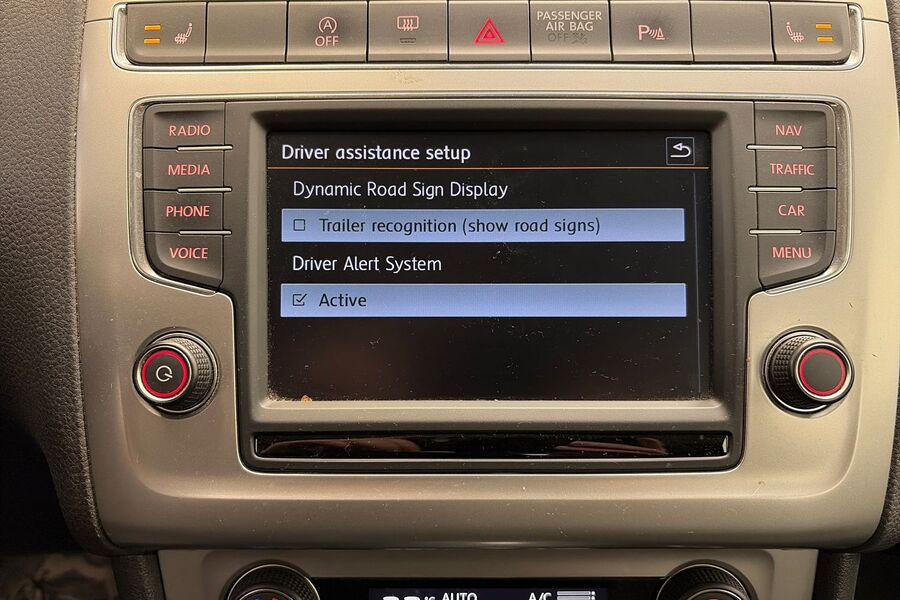 A
OFF
PASSENGER
AIR BAG
OFF
P
RADIO
MEDIA
PHONE
VOICE
Driver assistance setup
Dynamic Road Sign Display
Trailer recognition (show road signs)
Driver Alert System
Active
NAV
TRAFFIC
CAR
MENU
AUTO
A/C